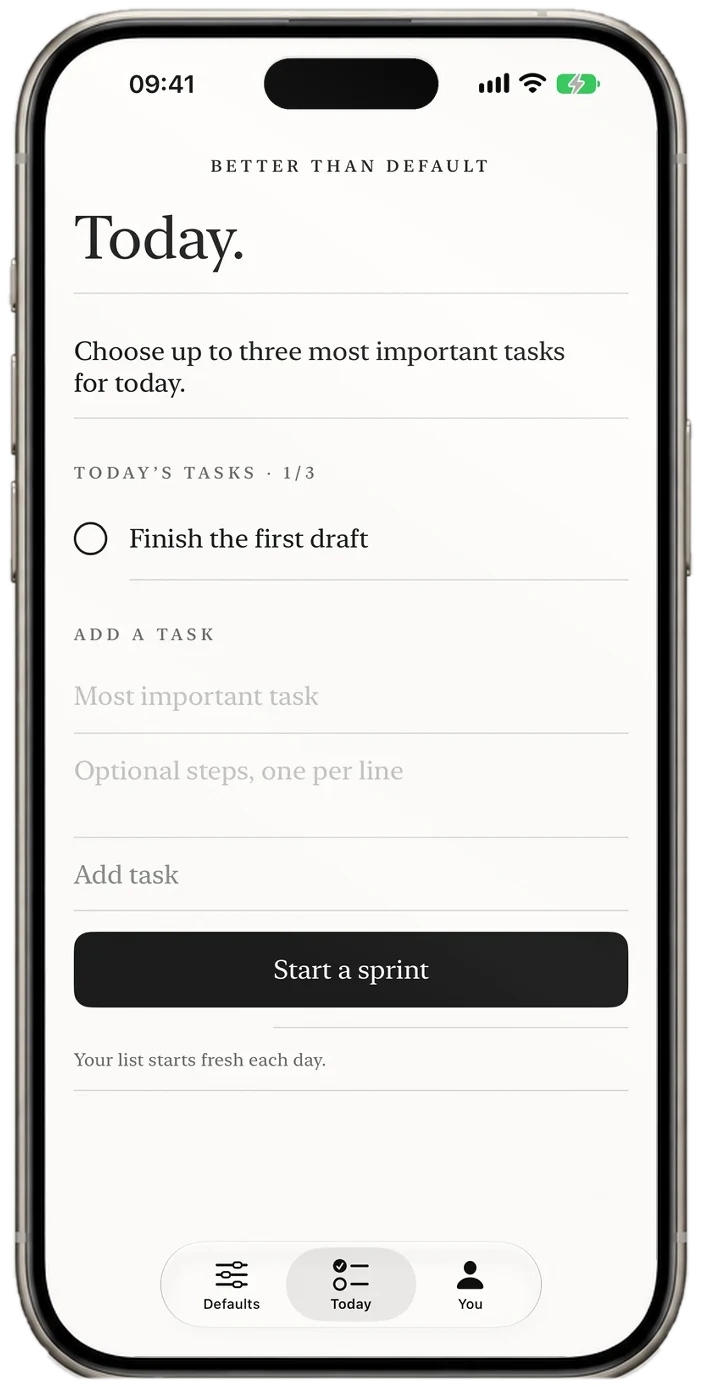 09:41
BETTER THAN DEFAULT
Today.
Choose up to three most important tasks
for today.
TODAY’S TASKS · 1/3
Finish the first draft
ADD A TASK
Most important task
Optional steps, one per line
Add task
Start a sprint
Your list starts fresh each day.
Defaults
Today
You